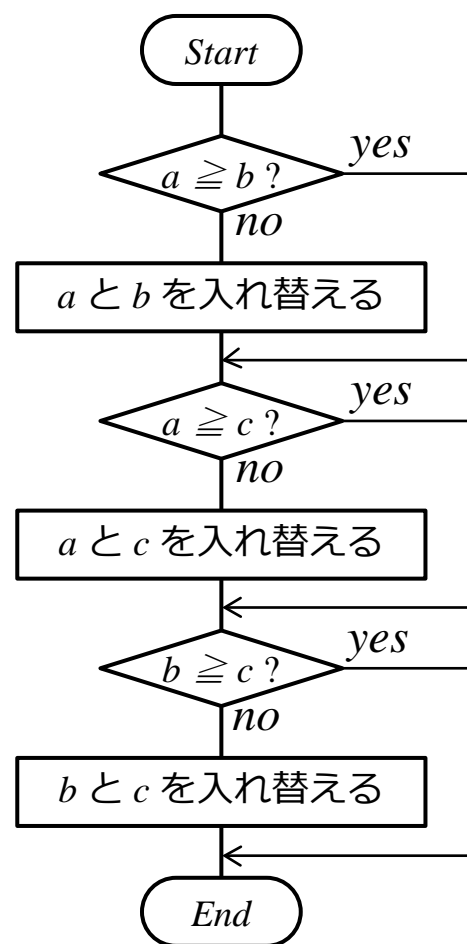 Start
a ≧ b ?
yes
no
a と b を入れ替える
a ≧ c ?
yes
no
a と c を入れ替える
b ≧ c ?
yes
no
b と c を入れ替える
End